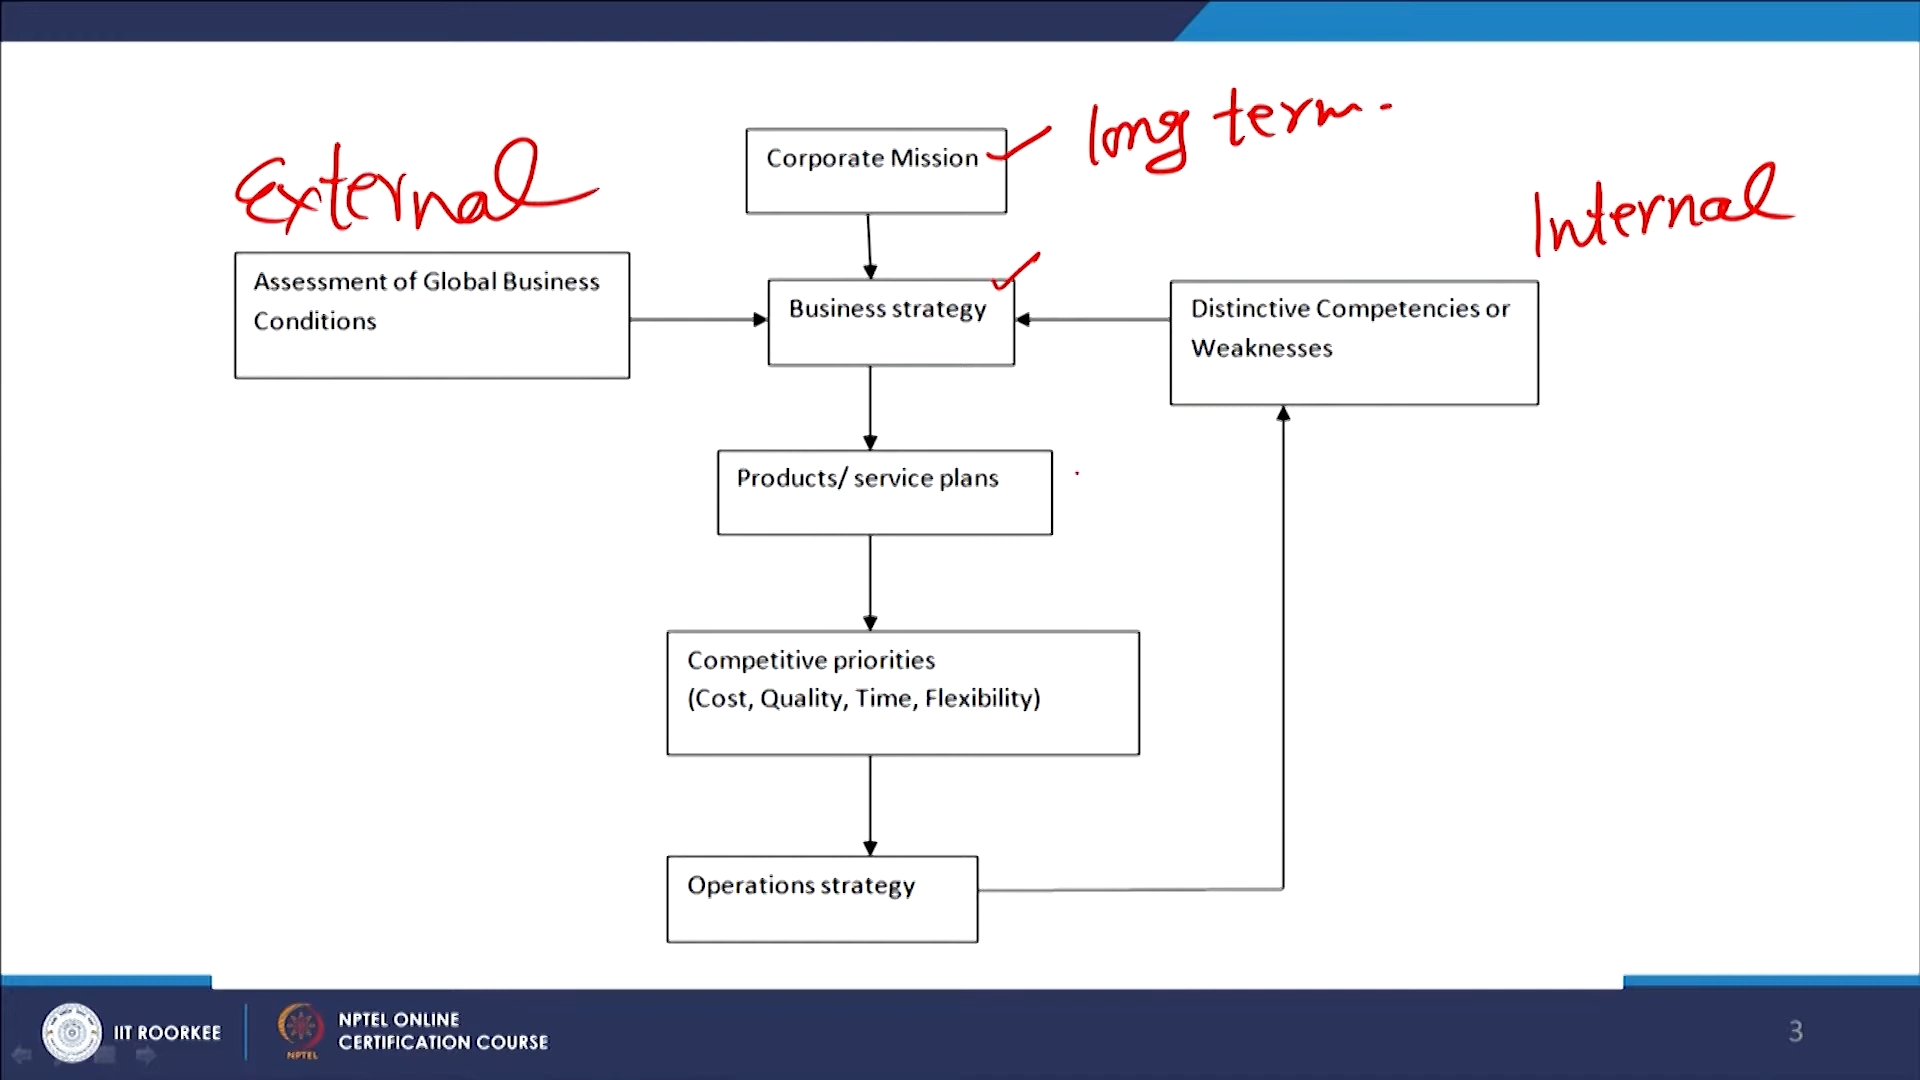 Corporate Mission
long term.
External
Internal
Assessment of Global Business
Conditions
Business strategy
Distinctive Competencies or
Weaknesses
Products/ service plans
Competitive priorities
(Cost, Quality, Time, Flexibility)
Operations strategy
IIT ROORKEE
NPTEL
NPTEL ONLINE
CERTIFICATION COURSE
3